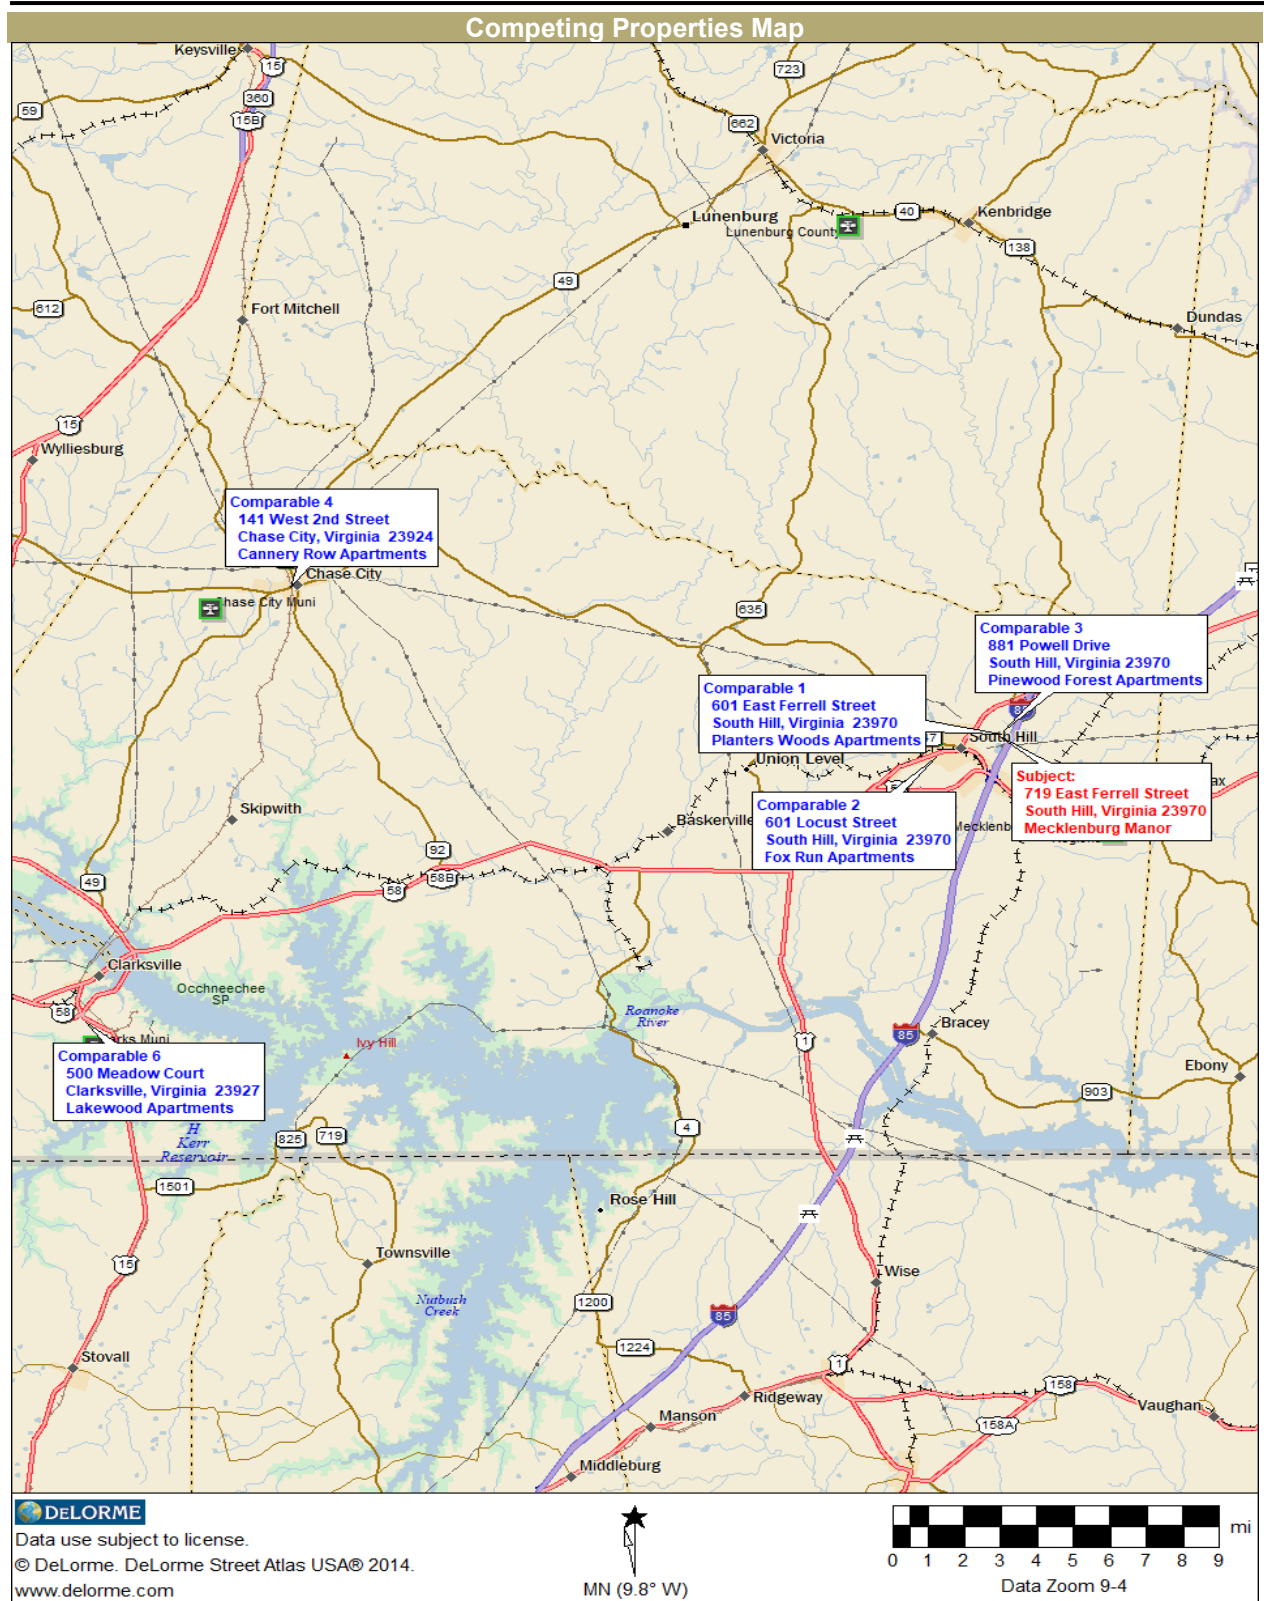 Competing Properties Map
Keysville
15
723
360
59
15B
662
Victoria
Lunenburg
40
Kenbridge
Lunenburg County
138
49
612
Fort Mitchell
Dundas
15
Wylliesburg
Comparable 4
141 West 2nd Street
Chase City, Virginia 23924
Cannery Row Apartments
Chase City
Chase City Muni
635
Comparable 3
881 Powell Drive
South Hill, Virginia 23970
Pinewood Forest Apartments
Comparable 1
601 East Ferrell Street
South Hill, Virginia 23970
Planters Woods Apartments
47
South Hill
Union Level
Subject:
719 East Ferrell Street
South Hill, Virginia 23970
Mecklenburg Manor
ax
Comparable 2
601 Locust Street
South Hill, Virginia 23970
Fox Run Apartments
Mecklenb
Skipwith
Baskerville
92
58B
58
49
Clarksville
Occhneechee
SP
58
Roanoke
River
Bracey
85
1
Ivy Hill
arks Muni
Comparable 6
500 Meadow Court
Clarksville, Virginia 23927
Lakewood Apartments
Ebony
903
H
Kerr
Reservoir
825
719
4
1501
Rose Hill
Townsville
15
Wise
Nutbush
Creek
1200
85
1224
Stovall
1
158
Ridgeway
Vaughan
Manson
158A
Middleburg
DELORME
Data use subject to license.
© DeLorme. DeLorme Street Atlas USA® 2014.
www.delorme.com
MN (9.8° W)
mi
0 1 2 3 4 5 6 7 8 9
Data Zoom 9-4